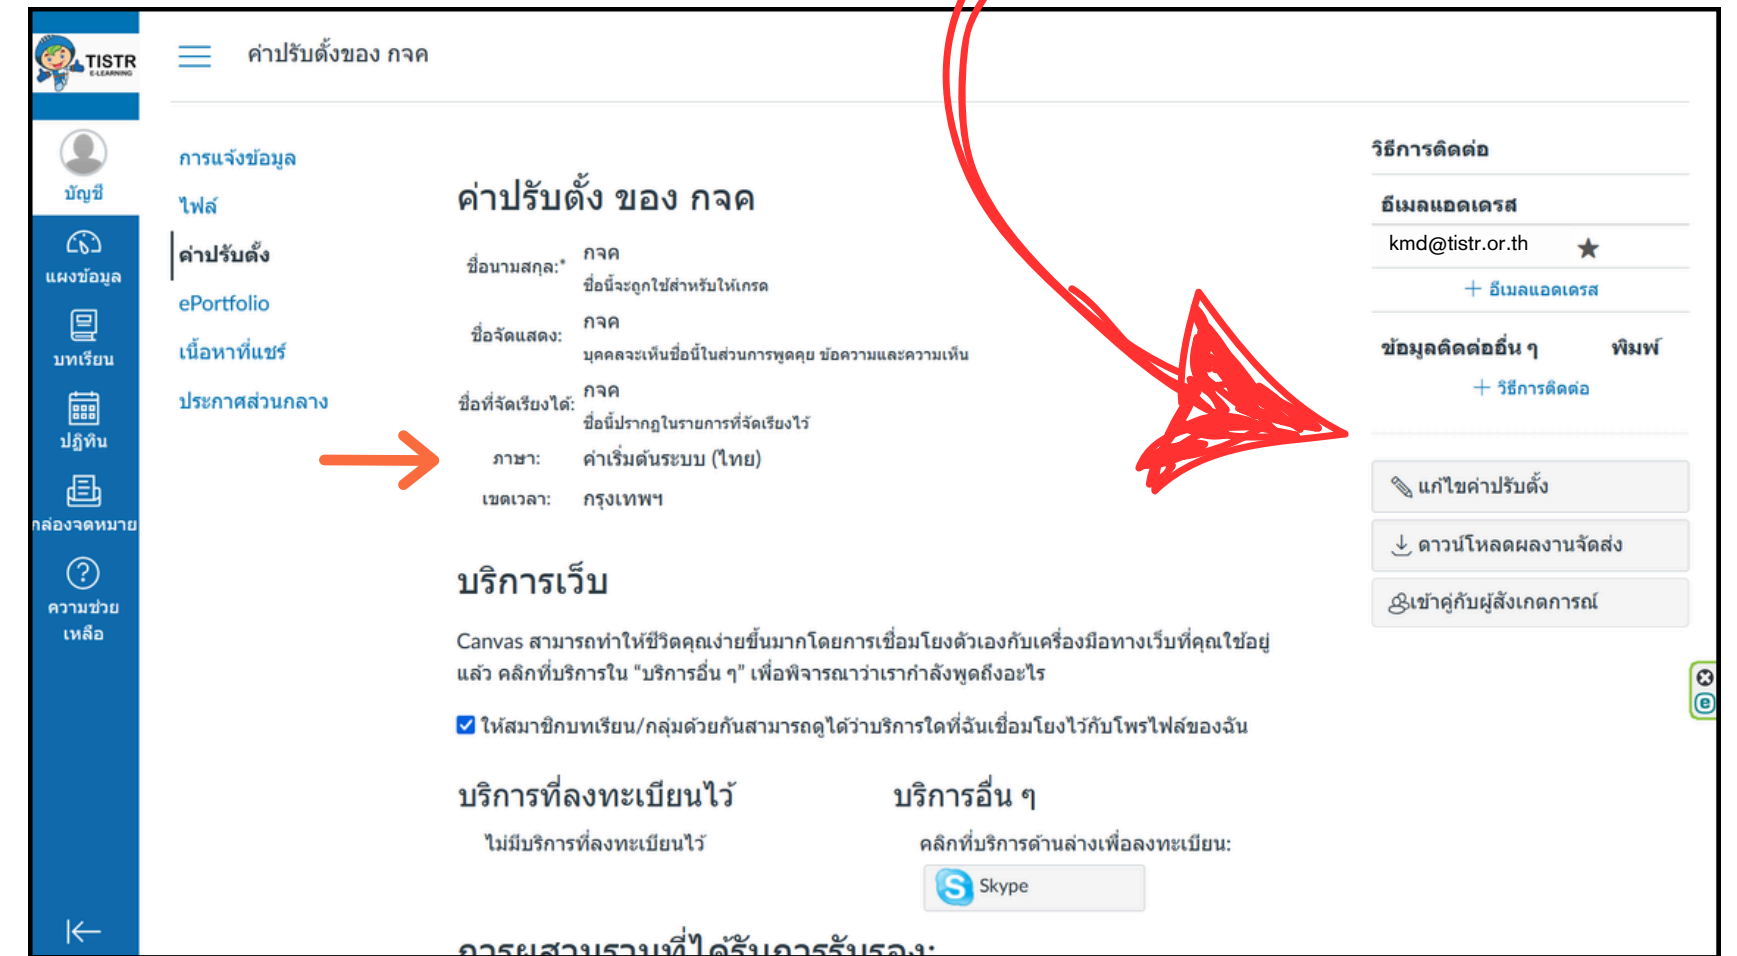 TISTR
E-LEARNING
ค่าปรับตั้งของ กจค
บัญชี
แผงข้อมูล
บทเรียน
ปฏิทิน
กล่องจดหมาย
ความช่วย
เหลือ
การแจ้งข้อมูล
ไฟล์
ค่าปรับตั้ง
ePortfolio
เนื้อหาที่แชร์
ประกาศส่วนกลาง
ค่าปรับตั้ง ของ กจค
ชื่อนามสกุล:* กจค
ชื่อนี้จะถูกใช้สำหรับให้เกรด
ชื่อจัดแสดง: กจค
บุคคลจะเห็นชื่อนี้ในส่วนการพูดคุย ข้อความและความเห็น
ชื่อที่จัดเรียงได้: กจค
ชื่อนี้ปรากฏในรายการที่จัดเรียงไว้
ภาษา: ค่าเริ่มต้นระบบ (ไทย)
เขตเวลา: กรุงเทพฯ
บริการเว็บ
Canvas สามารถทำให้ชีวิตคุณง่ายขึ้นมากโดยการเชื่อมโยงตัวเองกับเครื่องมือทางเว็บที่คุณใช้อยู่
แล้ว คลิกที่บริการใน "บริการอื่น ๆ" เพื่อพิจารณาว่าเรากำลังพูดถึงอะไร
ให้สมาชิกบทเรียน/กลุ่มด้วยกันสามารถดูได้ว่าบริการใดที่ฉันเชื่อมโยงไว้กับโพรไฟล์ของฉัน
บริการที่ลงทะเบียนไว้
ไม่มีบริการที่ลงทะเบียนไว้
บริการอื่น ๆ
คลิกที่บริการด้านล่างเพื่อลงทะเบียน:
Skype
การผสานรวมที่ได้รับการรับรอง:
วิธีการติดต่อ
อีเมลแอดเดรส
kmd@tistr.or.th
+ อีเมลแอดเดรส
ข้อมูลติดต่ออื่น ๆ พิมพ์
+ วิธีการติดต่อ
แก้ไขค่าปรับตั้ง
ดาวน์โหลดผลงานจัดส่ง
เข้าคู่กับผู้สังเกตการณ์